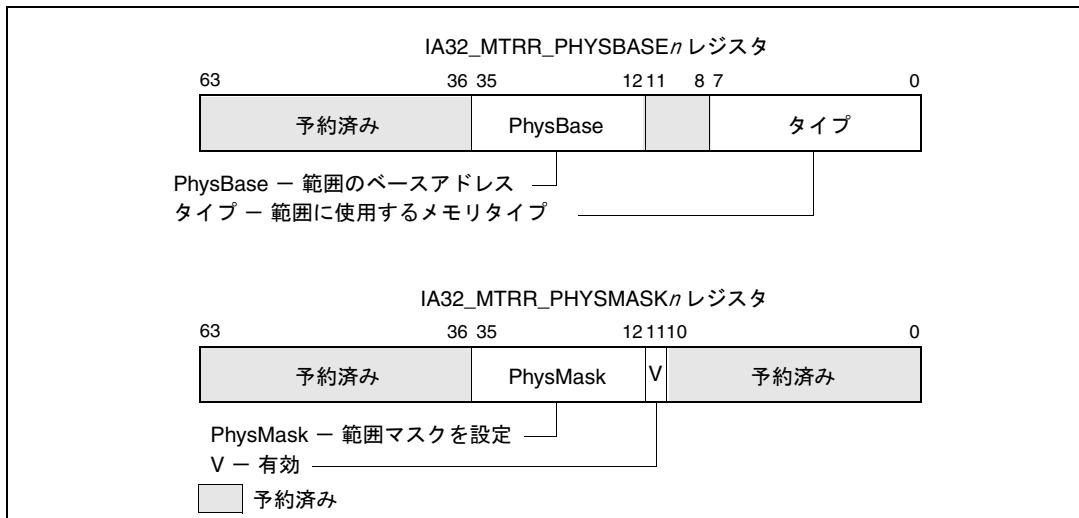 IA32_MTRR_PHYSBASEn レジスタ
63 36 35 12 11 8 7 0
予約済み PhysBase タイプ
PhysBase － 範囲のベースアドレス
タイプ － 範囲に使用するメモリタイプ
IA32_MTRR_PHYSMASKn レジスタ
63 36 35 12 11 10 0
予約済み PhysMask V 予約済み
PhysMask － 範囲マスクを設定
V － 有効
予約済み